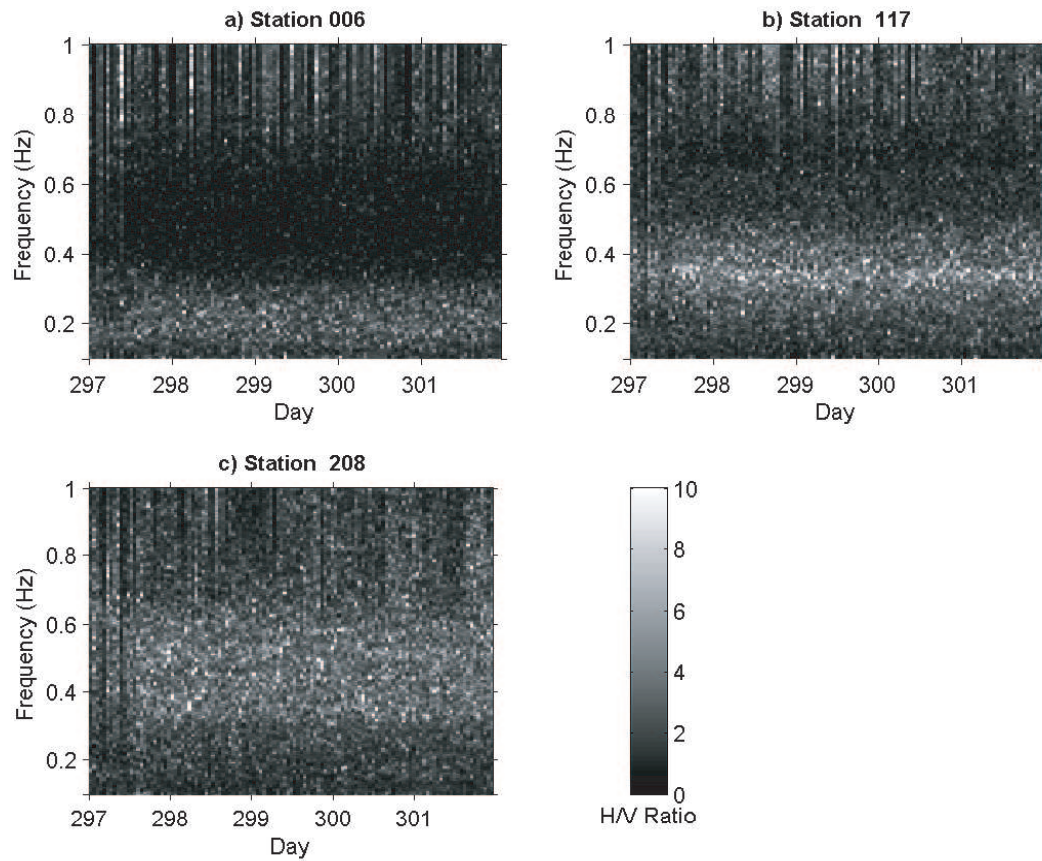 a) Station 006
1
0.8
0.6
0.4
0.2
Frequency (Hz)
297 298 299 300 301
Day
b) Station 117
1
0.8
0.6
0.4
0.2
Frequency (Hz)
297 298 299 300 301
Day
c) Station 208
1
0.8
0.6
0.4
0.2
Frequency (Hz)
297 298 299 300 301
Day
10
8
6
4
2
0
H/V Ratio